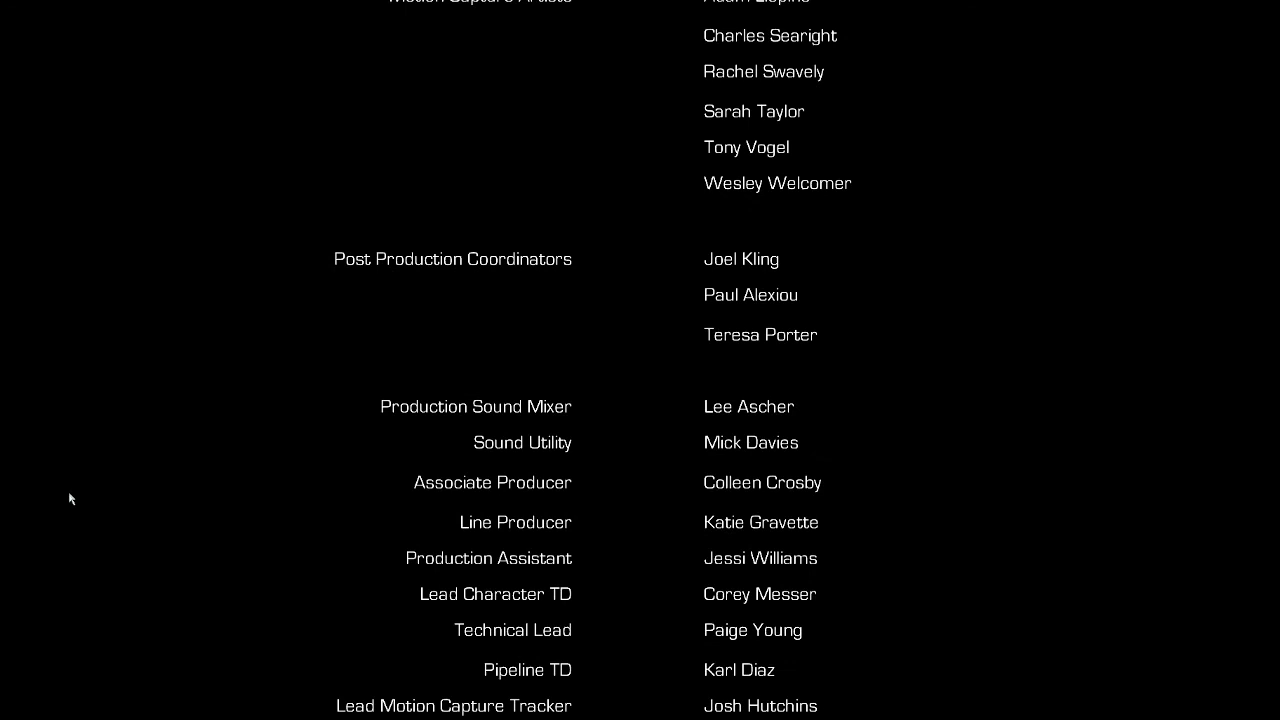 Motion Capture Artists
Charles Searight
Rachel Swavely
Sarah Taylor
Tony Vogel
Wesley Welcomer
Post Production Coordinators Joel Kling
Paul Alexiou
Teresa Porter
Production Sound Mixer Lee Ascher
Sound Utility Mick Davies
Associate Producer Colleen Crosby
Line Producer Katie Gravette
Production Assistant Jessi Williams
Lead Character TD Corey Messer
Technical Lead Paige Young
Pipeline TD Karl Diaz
Lead Motion Capture Tracker Josh Hutchins